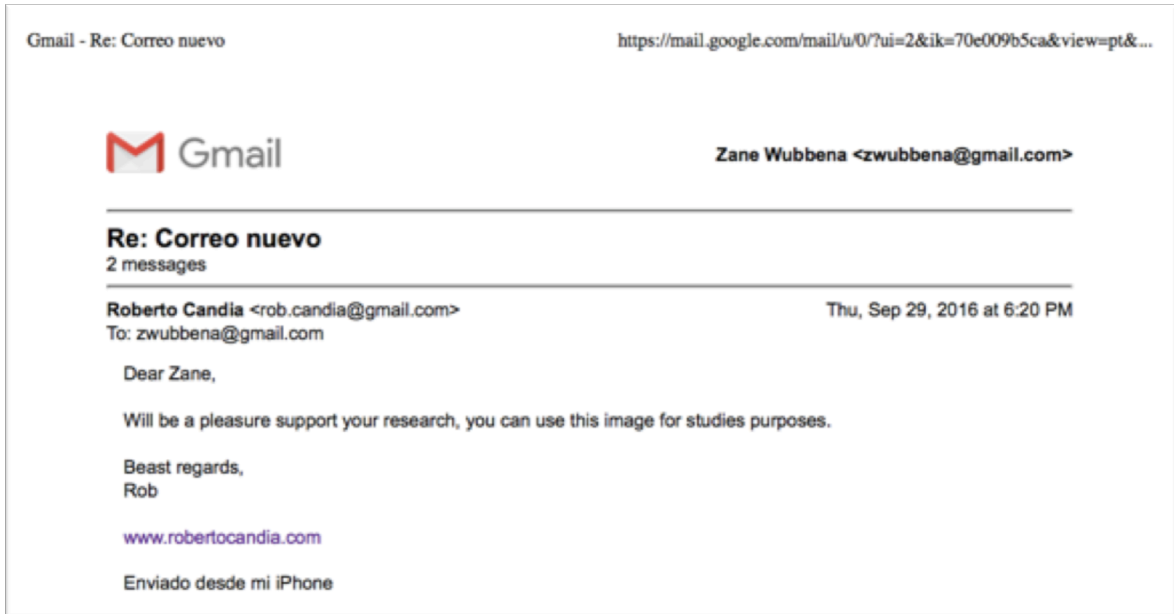 Gmail - Re: Correo nuevo https://mail.google.com/mail/u/0/?ui=2&ik=70e009b5ca&view=pt&...
Gmail Zane Wubbena <zwubbena@gmail.com>
Re: Correo nuevo
2 messages
Roberto Candia <rob.candia@gmail.com> Thu, Sep 29, 2016 at 6:20 PM
To: zwubbena@gmail.com
Dear Zane,
Will be a pleasure support your research, you can use this image for studies purposes.
Beast regards,
Rob
www.robertocandia.com
Enviado desde mi iPhone